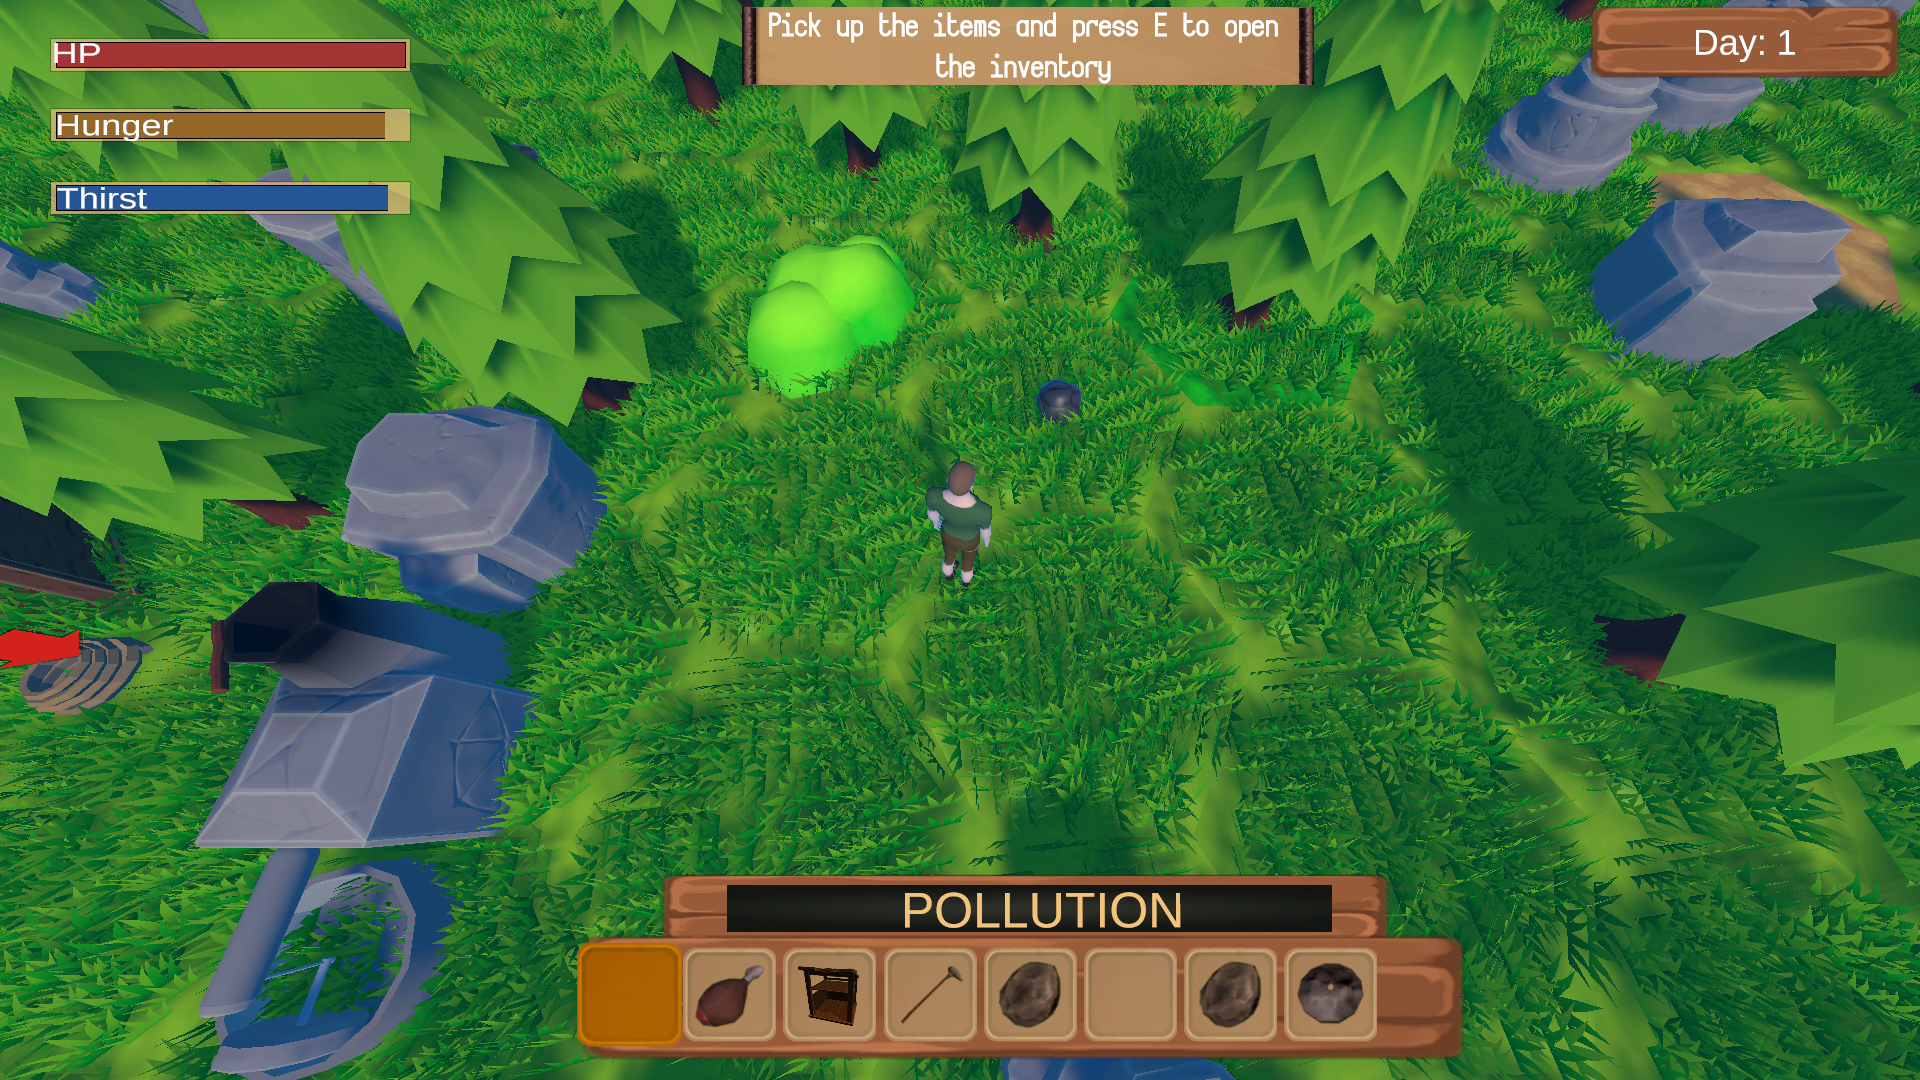 HP
Pick up the items and press E to open
the inventory
Day: 1
Hunger
Thirst
POLLUTION